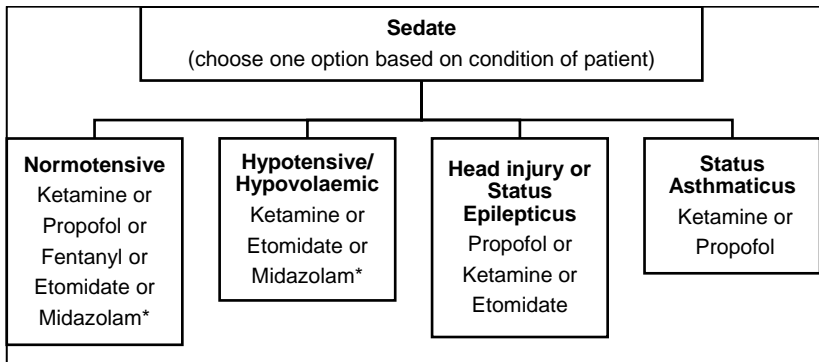 Sedate
(choose one option based on condition of patient)
Normotensive
Ketamine or
Propofol or
Fentanyl or
Etomidate or
Midazolam*
Hypotensive/
Hypovolaemic
Ketamine or
Etomidate or
Midazolam*
Head injury or
Status
Epilepticus
Propofol or
Ketamine or
Etomidate
Status
Asthmaticus
Ketamine or
Propofol